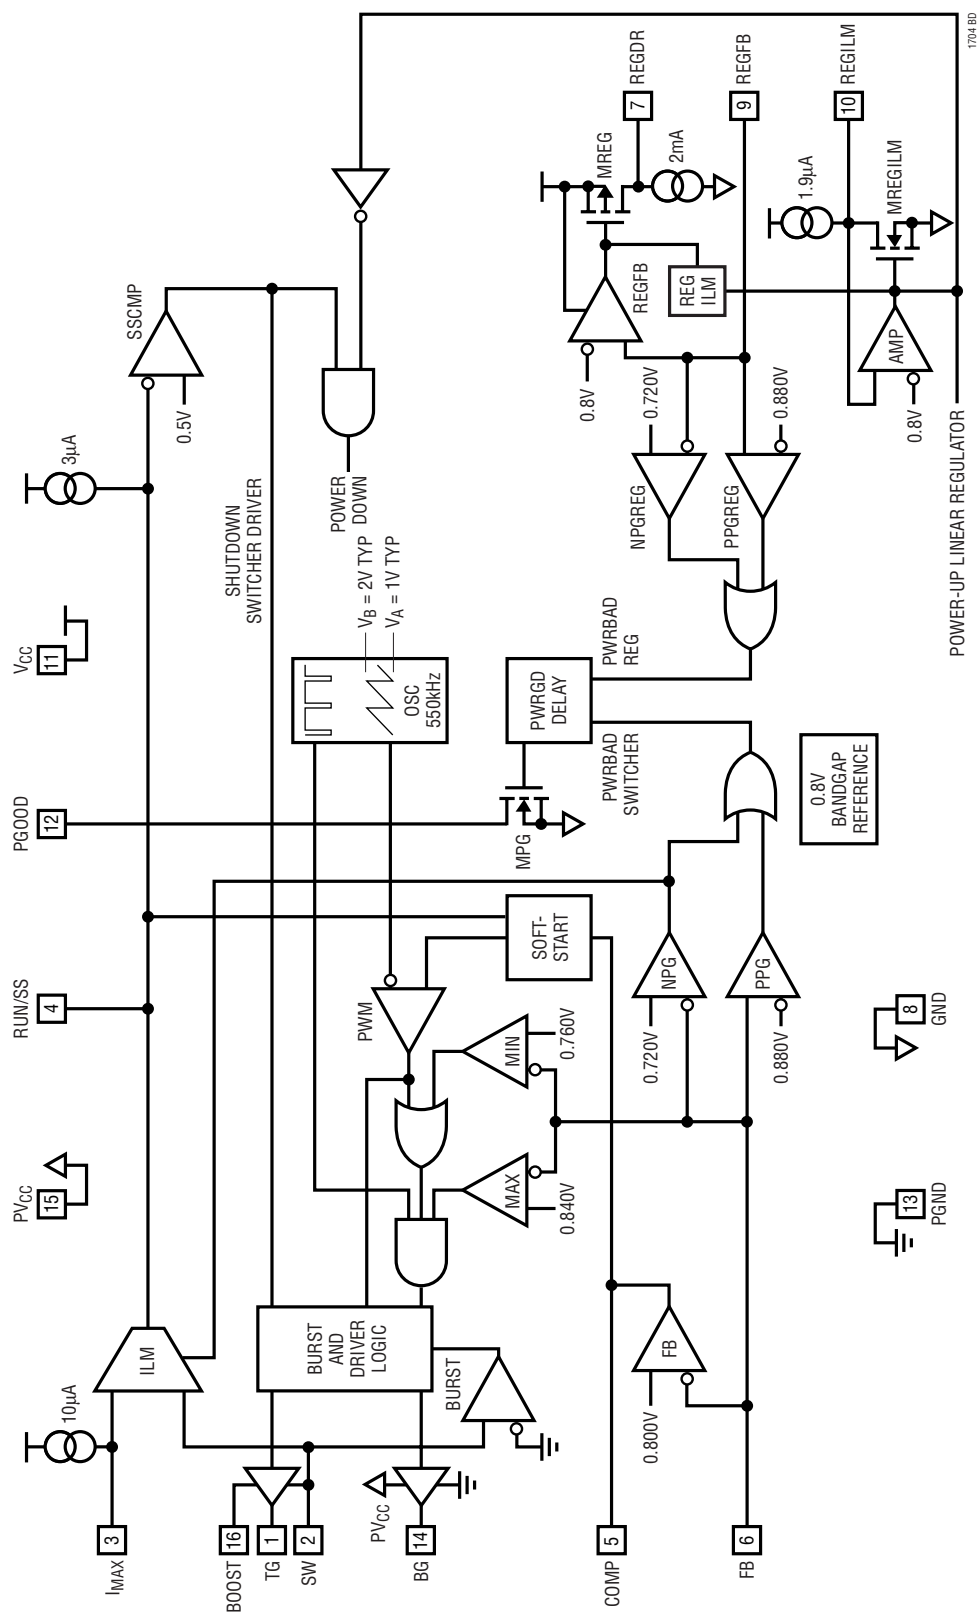 1704 BD
3µA
10µA
IMAX
3
ILM
PVCC
15
RUN/SS
4
PGOOD
12
VCC
11
SSCMP
0.5V
SHUTDOWN
SWITCHER DRIVER
POWER
DOWN
BOOST
16
TG
1
SW
2
PVCC
BG
14
BURST
AND
DRIVER
LOGIC
BURST
PWM
MIN
0.760V
MAX
0.840V
OSC
550kHz
VB = 2V TYP
VA = 1V TYP
SOFT-
START
MPG
PWRGD
DELAY
PWRBAD
SWITCHER
PWRBAD
REG
COMP
5
FB
6
0.800V
FB
0.720V
NPG
0.880V
PPG
0.8V
BANDGAP
REFERENCE
PGND
13
GND
8
NPGREG
0.720V
PPGREG
0.880V
0.8V
REGFB
REG
ILM
MREG
2mA
7
REGDR
9
REGFB
10
REGILM
1.9µA
MREGILM
AMP
0.8V
POWER-UP LINEAR REGULATOR